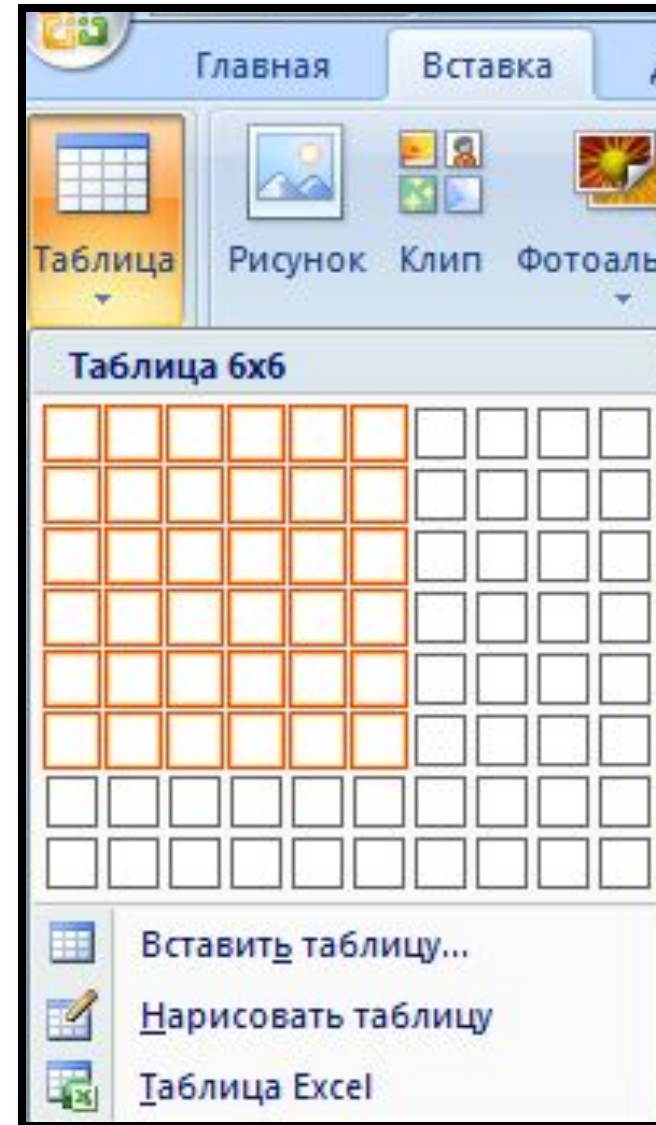 Главная Вставка
Таблица Рисунок Клип
Таблица 6x6
Вставить таблицу...
Нарисовать таблицу
Таблица Excel